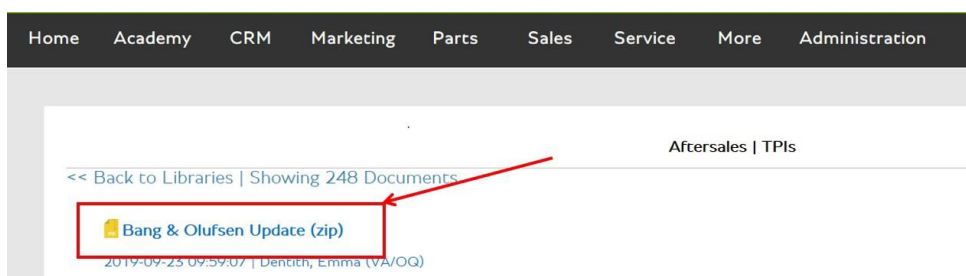 Home Academy CRM Marketing Parts Sales Service More Administration
Aftersales | TPIs
<< Back to Libraries | Showing 248 Documents
Bang & Olufsen Update (zip)
2019-09-23 09:59:07 | Dentith, Emma (VA/OQ)